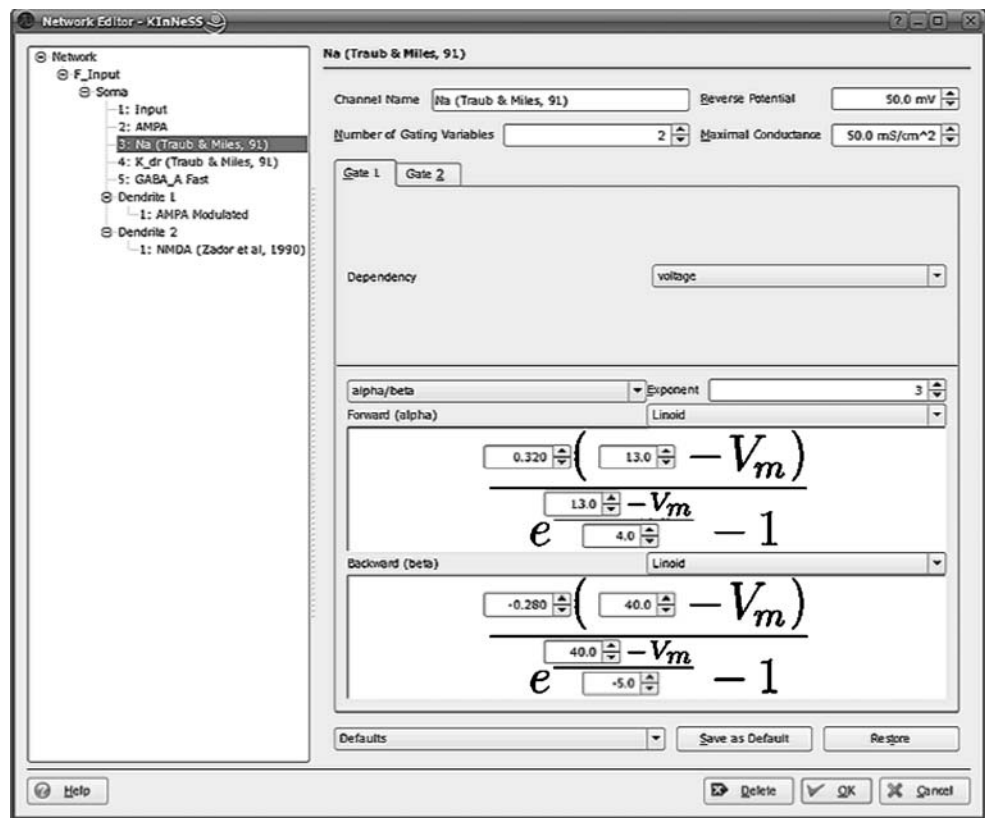 Network Editor - KInNeSS
Network
F_Input
Soma
1: Input
2: AMPA
3: Na (Traub & Miles, 91)
4: K_dr (Traub & Miles, 91)
5: GABA_A Fast
Dendrite 1
1: AMPA Modulated
Dendrite 2
1: NMDA (Zador et al, 1990)
Na (Traub & Miles, 91)
Channel Name Na (Traub & Miles, 91) Reverse Potential 50.0 mV
Number of Gating Variables 2 Maximal Conductance 50.0 mS/cm^2
Gate 1 Gate 2
Dependency voltage
alpha/beta Exponent 3
Forward (alpha) Linoid
0.320 ( 13.0 − Vm)
13.0 − Vm
e 4.0 − 1
Backward (beta) Linoid
-0.280 ( 40.0 − Vm)
40.0 − Vm
e -5.0 − 1
Defaults Save as Default Restore
Help Delete OK Cancel